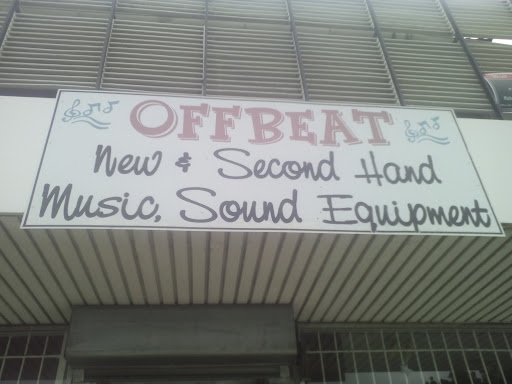 OFFBEAT
New & Second Hand
Music, Sound Equipment